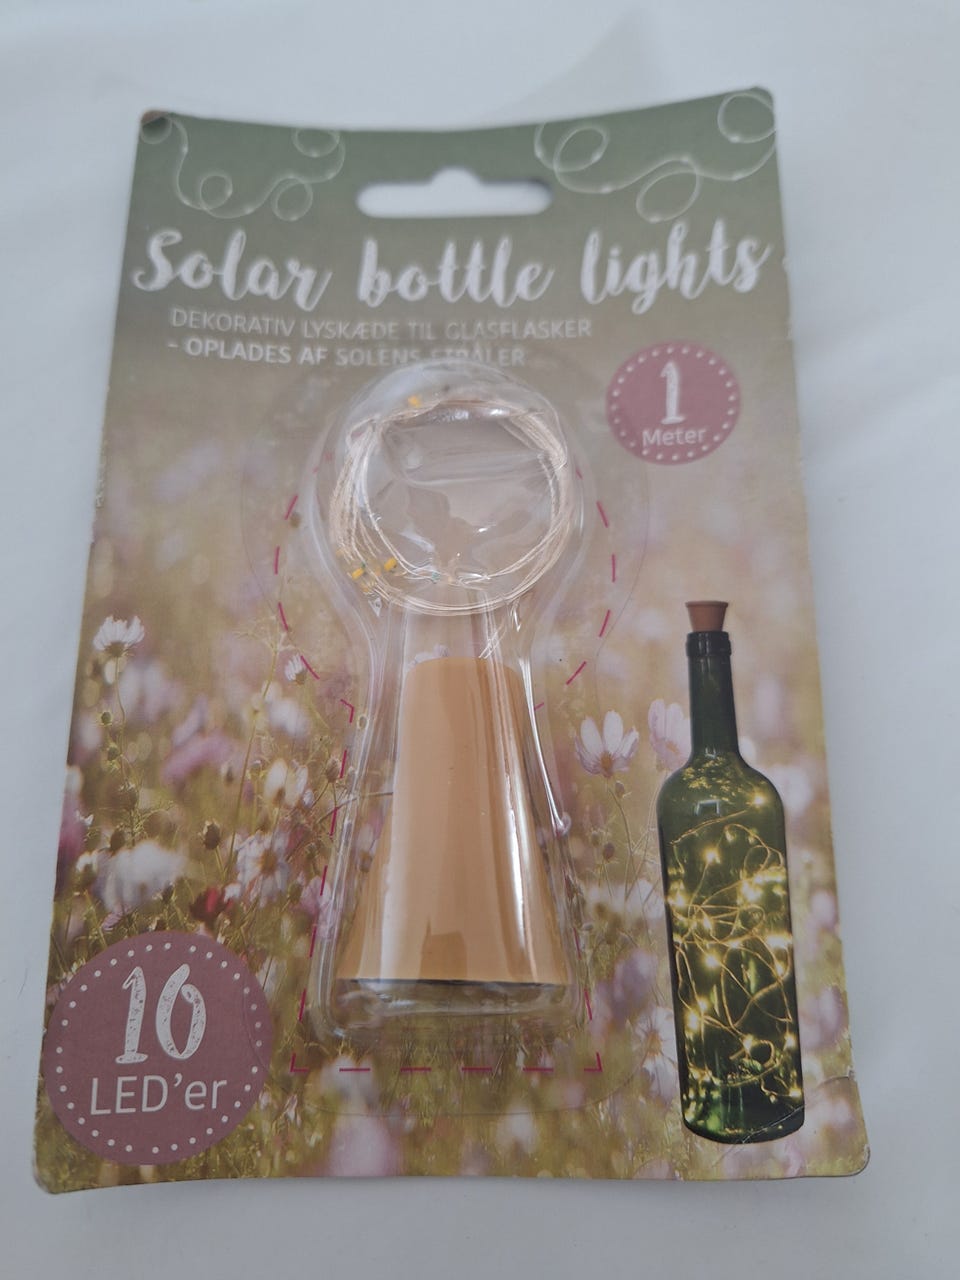 Solar bottle lights
DEKORATIV LYSKÆDE TIL GLASFLASKER
- OPLADES AF SOLENS STRÅLER
1
Meter
16
LED'er